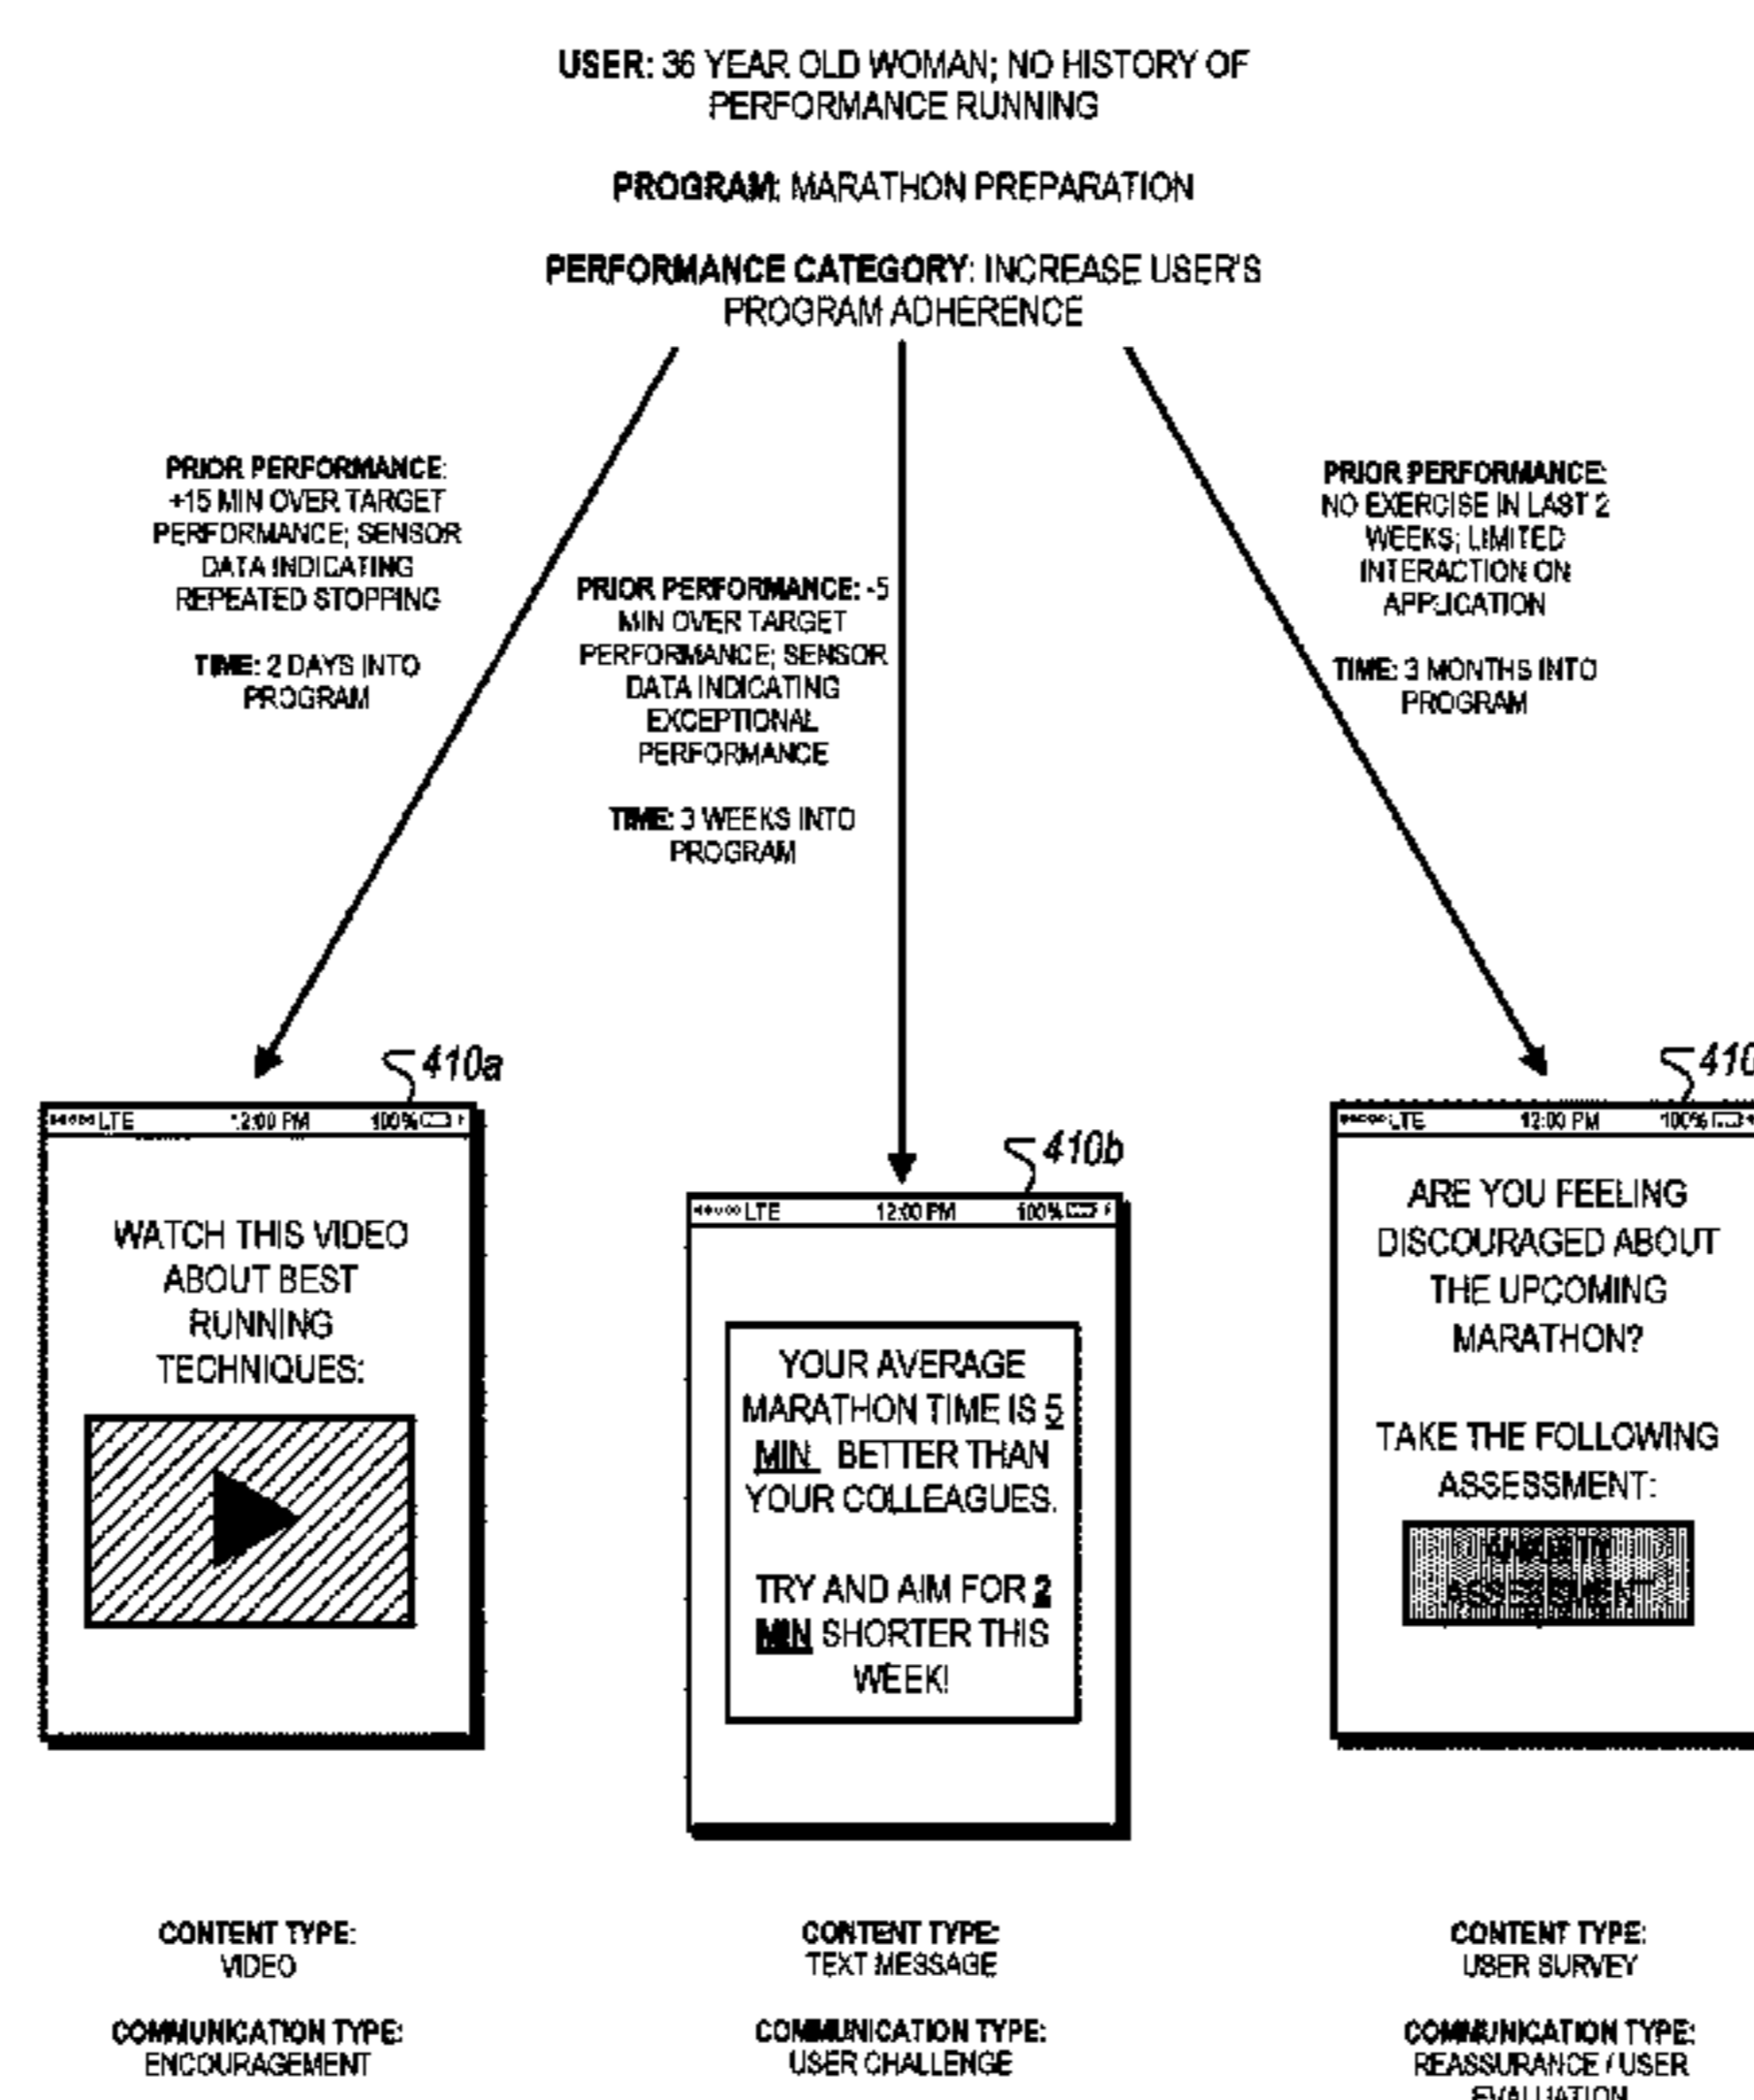 USER: 36 YEAR OLD WOMAN; NO HISTORY OF
PERFORMANCE RUNNING
PROGRAM: MARATHON PREPARATION
PERFORMANCE CATEGORY: INCREASE USER'S
PROGRAM ADHERENCE
PRIOR PERFORMANCE:
+15 MIN OVER TARGET
PERFORMANCE; SENSOR
DATA INDICATING
REPEATED STOPPING
TIME: 2 DAYS INTO
PROGRAM
PRIOR PERFORMANCE: -5
MIN OVER TARGET
PERFORMANCE; SENSOR
DATA INDICATING
EXCEPTIONAL
PERFORMANCE
TIME: 3 WEEKS INTO
PROGRAM
PRIOR PERFORMANCE:
NO EXERCISE IN LAST 2
WEEKS; LIMITED
INTERACTION ON
APPLICATION
TIME: 3 MONTHS INTO
PROGRAM
410a
LTE 12:00 PM 100%
WATCH THIS VIDEO
ABOUT BEST
RUNNING
TECHNIQUES:
CONTENT TYPE:
VIDEO
COMMUNICATION TYPE:
ENCOURAGEMENT
410b
LTE 12:00 PM 100%
YOUR AVERAGE
MARATHON TIME IS 5
MIN BETTER THAN
YOUR COLLEAGUES.
TRY AND AIM FOR 2
MIN SHORTER THIS
WEEK!
CONTENT TYPE:
TEXT MESSAGE
COMMUNICATION TYPE:
USER CHALLENGE
410
LTE 12:00 PM 100%
ARE YOU FEELING
DISCOURAGED ABOUT
THE UPCOMING
MARATHON?
TAKE THE FOLLOWING
ASSESSMENT:
ANXIETY
ASSESSMENT
CONTENT TYPE:
USER SURVEY
COMMUNICATION TYPE:
REASSURANCE / USER
EVALUATION